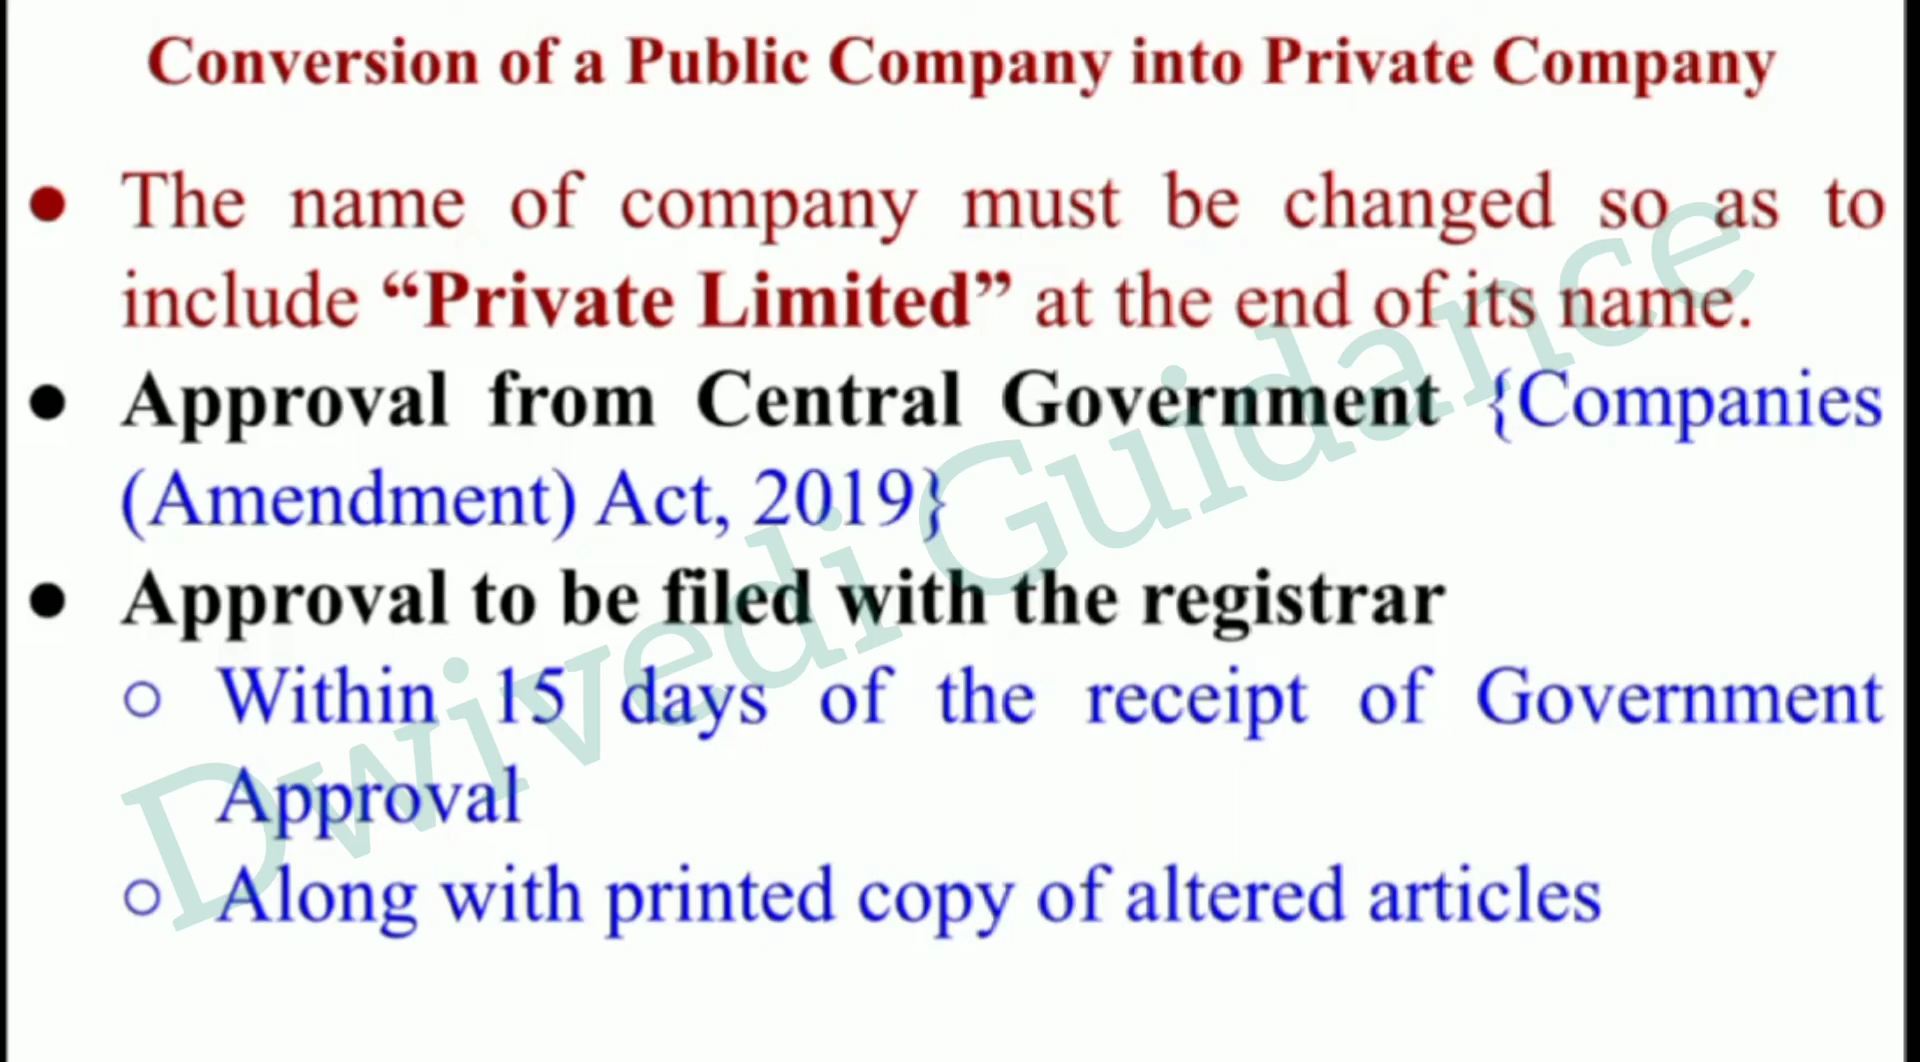 Conversion of a Public Company into Private Company
● The name of company must be changed so as to
include “Private Limited” at the end of its name.
● Approval from Central Government {Companies
(Amendment) Act, 2019}
● Approval to be filed with the registrar
○ Within 15 days of the receipt of Government
Approval
○ Along with printed copy of altered articles
Dwivedi Guidance